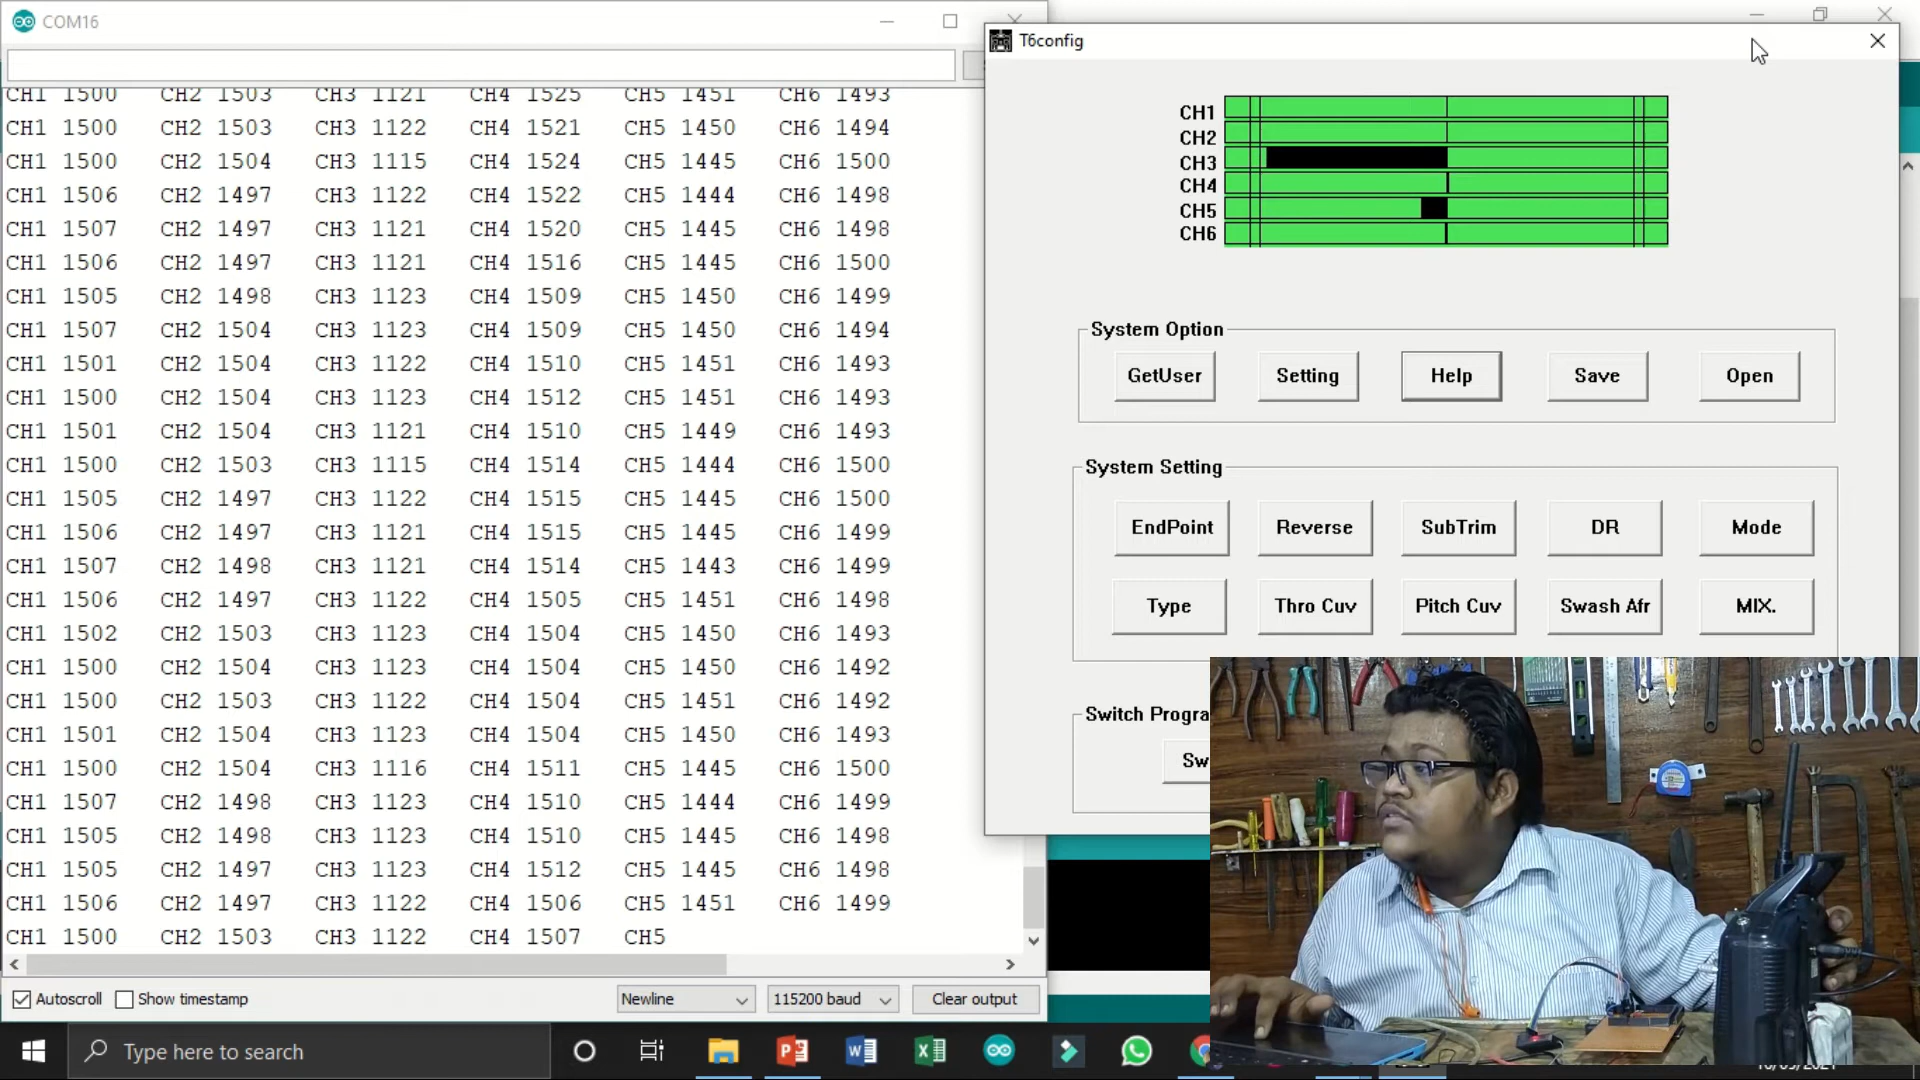 COM16
CH1 1500 CH2 1503 CH3 1121 CH4 1525 CH5 1451 CH6 1493
CH1 1500 CH2 1503 CH3 1122 CH4 1521 CH5 1450 CH6 1494
CH1 1500 CH2 1504 CH3 1115 CH4 1524 CH5 1445 CH6 1500
CH1 1506 CH2 1497 CH3 1122 CH4 1522 CH5 1444 CH6 1498
CH1 1507 CH2 1497 CH3 1121 CH4 1520 CH5 1446 CH6 1498
CH1 1506 CH2 1497 CH3 1121 CH4 1516 CH5 1445 CH6 1500
CH1 1505 CH2 1498 CH3 1123 CH4 1509 CH5 1450 CH6 1499
CH1 1507 CH2 1504 CH3 1123 CH4 1509 CH5 1450 CH6 1494
CH1 1501 CH2 1504 CH3 1122 CH4 1510 CH5 1451 CH6 1493
CH1 1500 CH2 1504 CH3 1123 CH4 1512 CH5 1451 CH6 1493
CH1 1501 CH2 1504 CH3 1121 CH4 1510 CH5 1449 CH6 1493
CH1 1500 CH2 1503 CH3 1115 CH4 1514 CH5 1444 CH6 1500
CH1 1505 CH2 1497 CH3 1122 CH4 1515 CH5 1445 CH6 1500
CH1 1506 CH2 1497 CH3 1121 CH4 1515 CH5 1445 CH6 1499
CH1 1507 CH2 1498 CH3 1121 CH4 1514 CH5 1443 CH6 1499
CH1 1506 CH2 1497 CH3 1122 CH4 1505 CH5 1451 CH6 1498
CH1 1502 CH2 1503 CH3 1123 CH4 1504 CH5 1450 CH6 1493
CH1 1500 CH2 1504 CH3 1123 CH4 1504 CH5 1450 CH6 1492
CH1 1500 CH2 1503 CH3 1122 CH4 1504 CH5 1451 CH6 1492
CH1 1501 CH2 1504 CH3 1123 CH4 1504 CH5 1450 CH6 1493
CH1 1500 CH2 1504 CH3 1116 CH4 1511 CH5 1445 CH6 1500
CH1 1507 CH2 1498 CH3 1123 CH4 1510 CH5 1444 CH6 1499
CH1 1505 CH2 1498 CH3 1123 CH4 1510 CH5 1445 CH6 1498
CH1 1505 CH2 1497 CH3 1123 CH4 1512 CH5 1445 CH6 1498
CH1 1506 CH2 1497 CH3 1122 CH4 1506 CH5 1451 CH6 1499
CH1 1500 CH2 1503 CH3 1122 CH4 1507 CH5
Autoscroll Show timestamp Newline 115200 baud Clear output
T6config
CH1
CH2
CH3
CH4
CH5
CH6
System Option
GetUser Setting Help Save Open
System Setting
EndPoint Reverse SubTrim DR Mode
Type Thro Cuv Pitch Cuv Swash Afr MIX.
Switch Progra
Sw
Type here to search